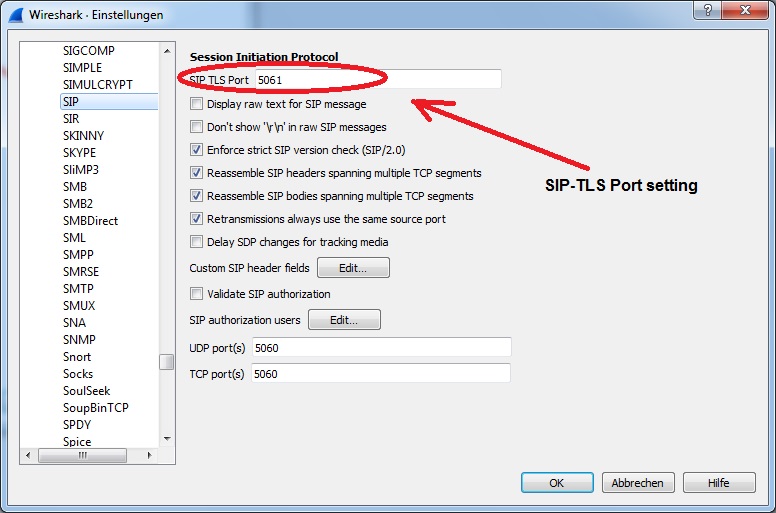 Wireshark · Einstellungen
SIGCOMP
SIMPLE
SIMULCRYPT
SIP
SIR
SKINNY
SKYPE
SliMP3
SMB
SMB2
SMBDirect
SML
SMPP
SMRSE
SMTP
SMUX
SNA
SNMP
Snort
Socks
SoulSeek
SoupBinTCP
SPDY
Spice
Session Initiation Protocol
SIP TLS Port 5061
Display raw text for SIP message
Don't show '\r\n' in raw SIP messages
Enforce strict SIP version check (SIP/2.0)
Reassemble SIP headers spanning multiple TCP segments
Reassemble SIP bodies spanning multiple TCP segments
Retransmissions always use the same source port
Delay SDP changes for tracking media
Custom SIP header fields Edit...
Validate SIP authorization
SIP authorization users Edit...
UDP port(s) 5060
TCP port(s) 5060
SIP-TLS Port setting
OK Abbrechen Hilfe